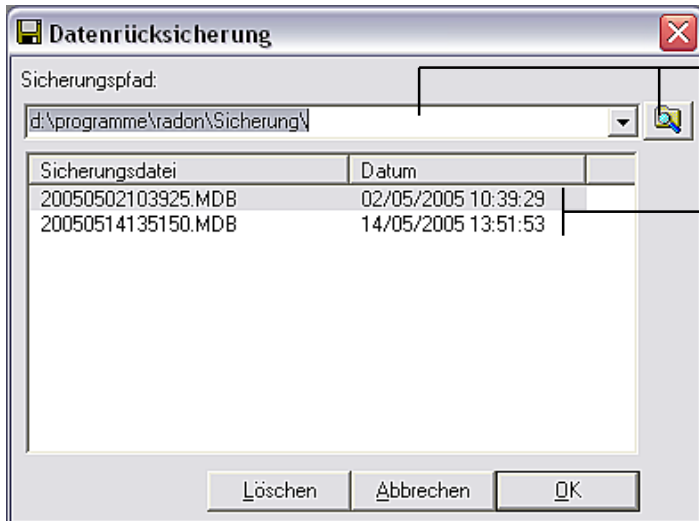 Datenrücksicherung
Sicherungspfad:
d:\programme\radon\Sicherung\
Sicherungsdatei Datum
20050502103925.MDB 02/05/2005 10:39:29
20050514135150.MDB 14/05/2005 13:51:53
Löschen Abbrechen OK